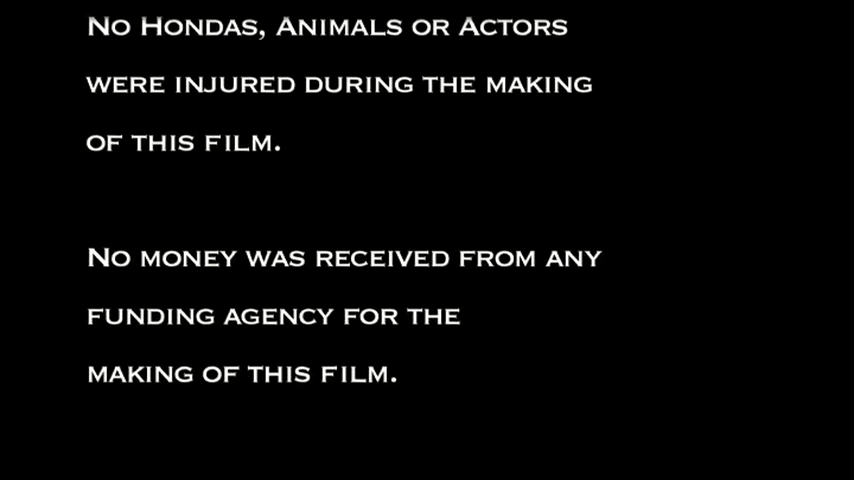 No Hondas, Animals or Actors
were injured during the making
of this film.
No money was received from any
funding agency for the
making of this film.